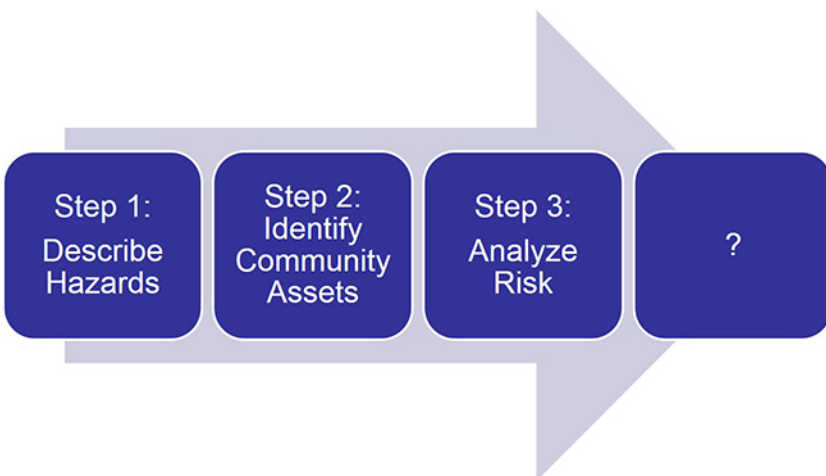 Step 1:
Describe
Hazards
Step 2:
Identify
Community
Assets
Step 3:
Analyze
Risk
?